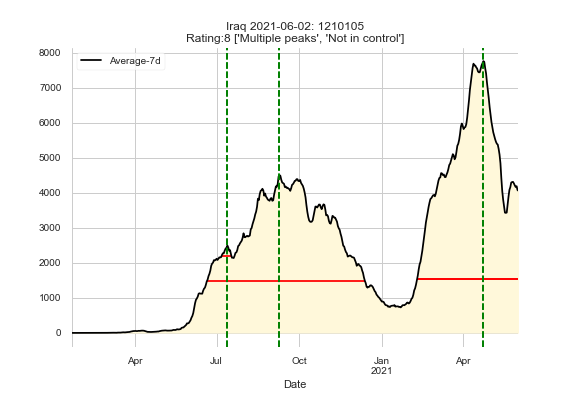 Iraq 2021-06-02: 1210105
Rating:8 ['Multiple peaks', 'Not in control']
Average-7d
8000
7000
6000
5000
4000
3000
2000
1000
0
Apr Jul Oct Jan Apr
2021
Date